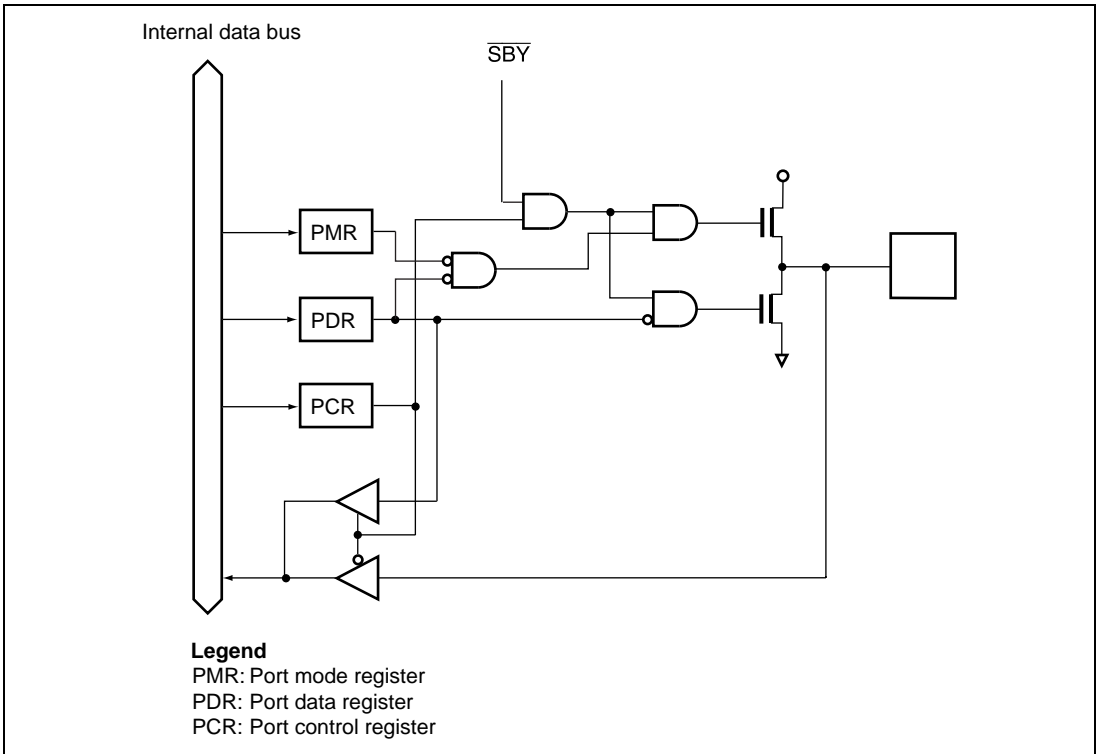 Internal data bus
SBY
PMR
PDR
PCR
Legend
PMR: Port mode register
PDR: Port data register
PCR: Port control register